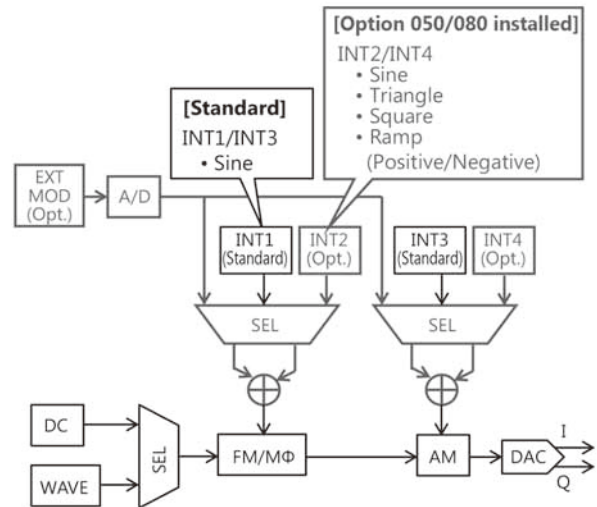 [Option 050/080 installed]
INT2/INT4
• Sine
• Triangle
• Square
• Ramp
(Positive/Negative)
[Standard]
INT1/INT3
• Sine
EXT
MOD
(Opt.)
A/D
INT1
(Standard)
INT2
(Opt.)
INT3
(Standard)
INT4
(Opt.)
SEL
SEL
DC
WAVE
SEL
FM/MΦ
AM
DAC
I
Q